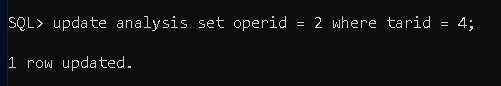 SQL> update analysis set operid = 2 where tarid = 4;
1 row updated.